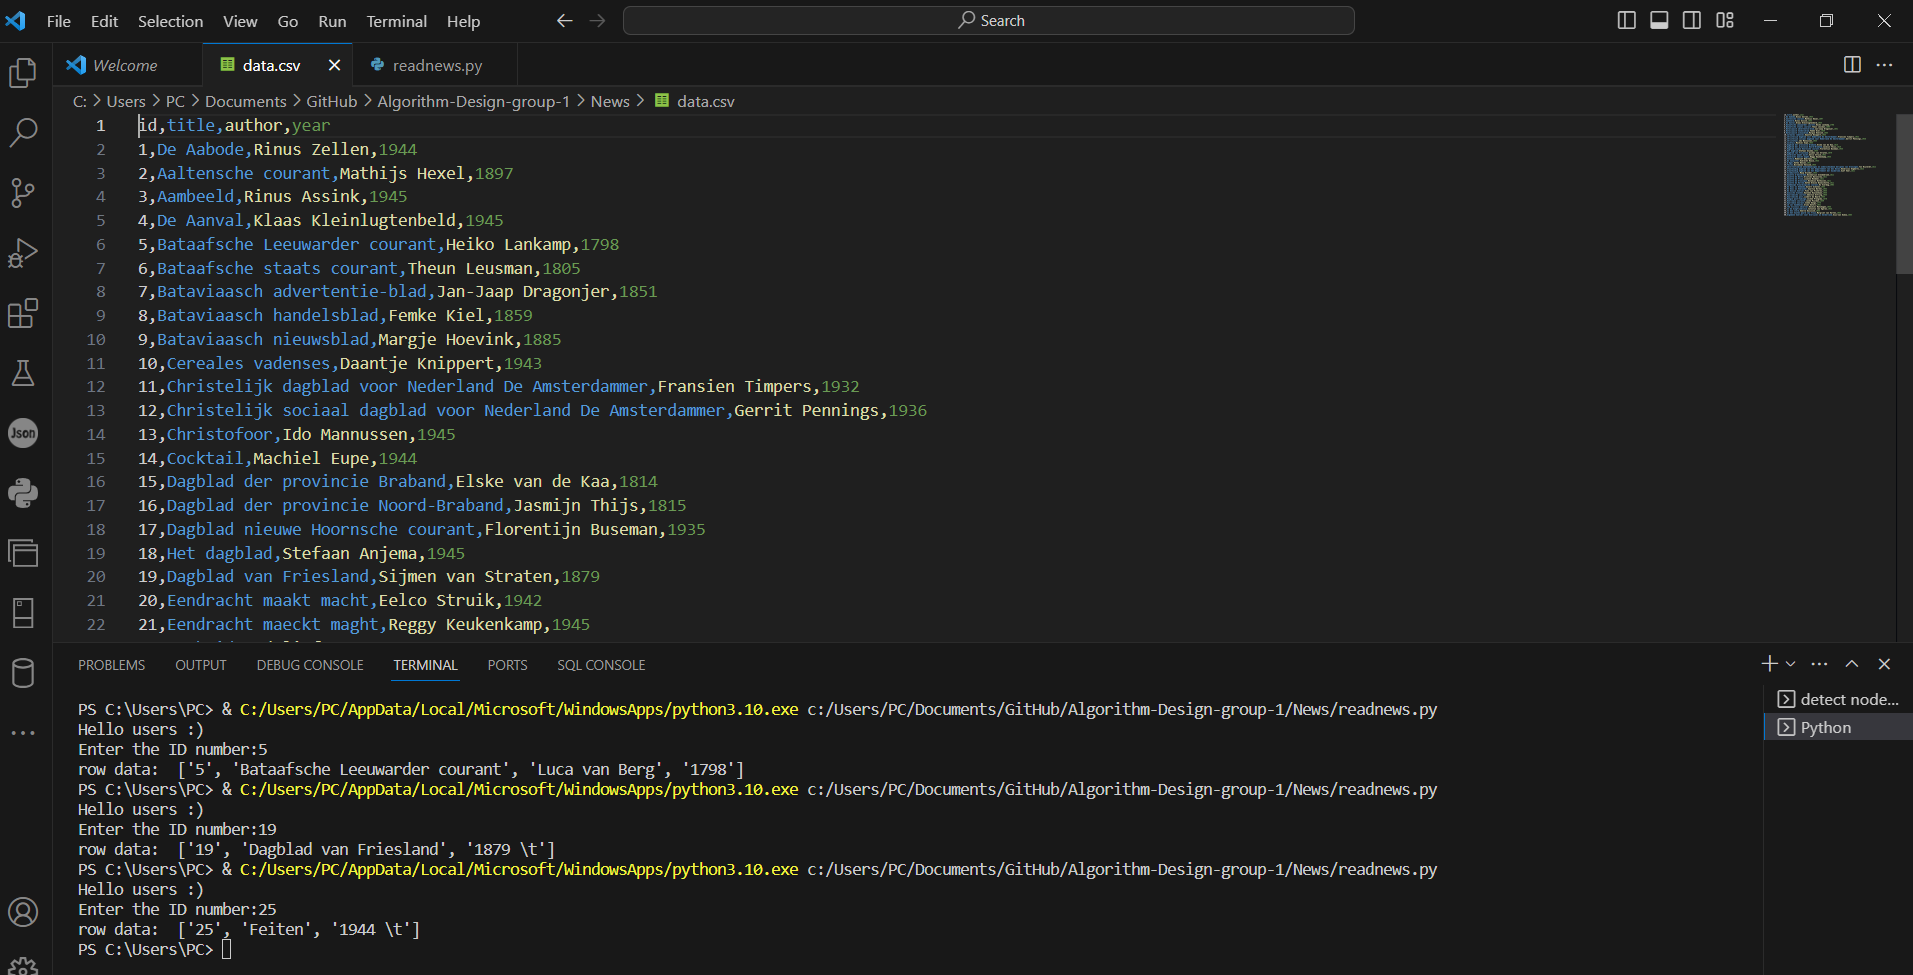 File Edit Selection View Go Run Terminal Help Search
Welcome data.csv readnews.py
C: > Users > PC > Documents > GitHub > Algorithm-Design-group-1 > News > data.csv
1 id,title,author,year
2 1,De Aabode,Rinus Zellen,1944
3 2,Aaltensche courant,Mathijs Hexel,1897
4 3,Aambeeld,Rinus Assink,1945
5 4,De Aanval,Klaas Kleinlugtenbeld,1945
6 5,Bataafsche Leeuwarder courant,Heiko Lankamp,1798
7 6,Bataafsche staats courant,Theun Leusman,1805
8 7,Bataviaasch advertentie-blad,Jan-Jaap Dragonjer,1851
9 8,Bataviaasch handelsblad,Femke Kiel,1859
10 9,Bataviaasch nieuwsblad,Margje Hoevink,1885
11 10,Cereales vadenses,Daantje Knippert,1943
12 11,Christelijk dagblad voor Nederland De Amsterdammer,Fransien Timpers,1932
13 12,Christelijk sociaal dagblad voor Nederland De Amsterdammer,Gerrit Pennings,1936
14 13,Christofoor,Ido Mannussen,1945
15 14,Cocktail,Machiel Eupe,1944
16 15,Dagblad der provincie Braband,Elske van de Kaa,1814
17 16,Dagblad der provincie Noord-Braband,Jasmijn Thijs,1815
18 17,Dagblad nieuwe Hoornsche courant,Florentijn Buseman,1935
19 18,Het dagblad,Stefaan Anjema,1945
20 19,Dagblad van Friesland,Sijmen van Straten,1879
21 20,Eendracht maakt macht,Eelco Struik,1942
22 21,Eendracht maeckt maght,Reggy Keukenkamp,1945
Json
PROBLEMS OUTPUT DEBUG CONSOLE TERMINAL PORTS SQL CONSOLE
PS C:\Users\PC> & C:/Users/PC/AppData/Local/Microsoft/WindowsApps/python3.10.exe c:/Users/PC/Documents/GitHub/Algorithm-Design-group-1/News/readnews.py
Hello users :)
Enter the ID number:5
row data:  ['5', 'Bataafsche Leeuwarder courant', 'Luca van Berg', '1798']
PS C:\Users\PC> & C:/Users/PC/AppData/Local/Microsoft/WindowsApps/python3.10.exe c:/Users/PC/Documents/GitHub/Algorithm-Design-group-1/News/readnews.py
Hello users :)
Enter the ID number:19
row data:  ['19', 'Dagblad van Friesland', '1879 \t']
PS C:\Users\PC> & C:/Users/PC/AppData/Local/Microsoft/WindowsApps/python3.10.exe c:/Users/PC/Documents/GitHub/Algorithm-Design-group-1/News/readnews.py
Hello users :)
Enter the ID number:25
row data:  ['25', 'Feiten', '1944 \t']
PS C:\Users\PC>
detect node...
Python